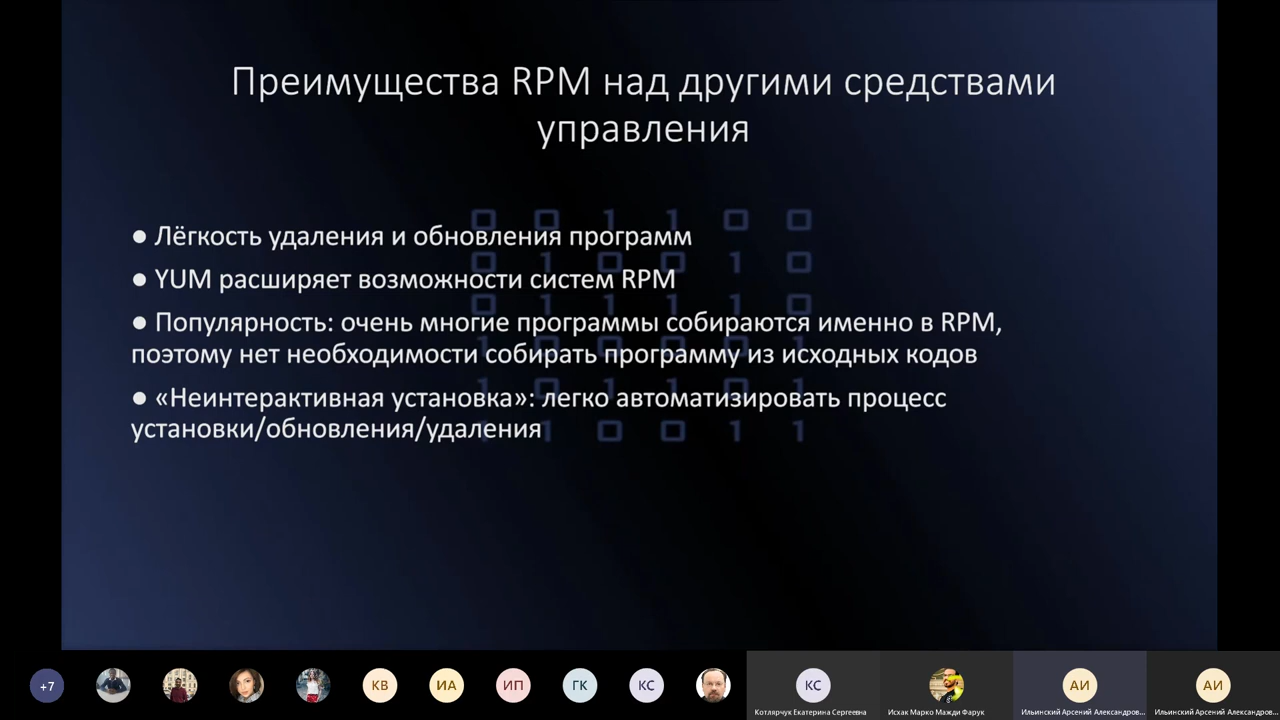 Преимущества RPM над другими средствами
управления
● Лёгкость удаления и обновления программ
● YUM расширяет возможности систем RPM
● Популярность: очень многие программы собираются именно в RPM,
поэтому нет необходимости собирать программу из исходных кодов
● «Неинтерактивная установка»: легко автоматизировать процесс
установки/обновления/удаления
+7
КВ
ИА
ИП
ГК
КС
КС
АИ
АИ
Котлярчук Екатерина Сергеевна
Исхак Марко Мажди Фарук
Ильинский Арсений Александров...
Ильинский Арсений Александров...